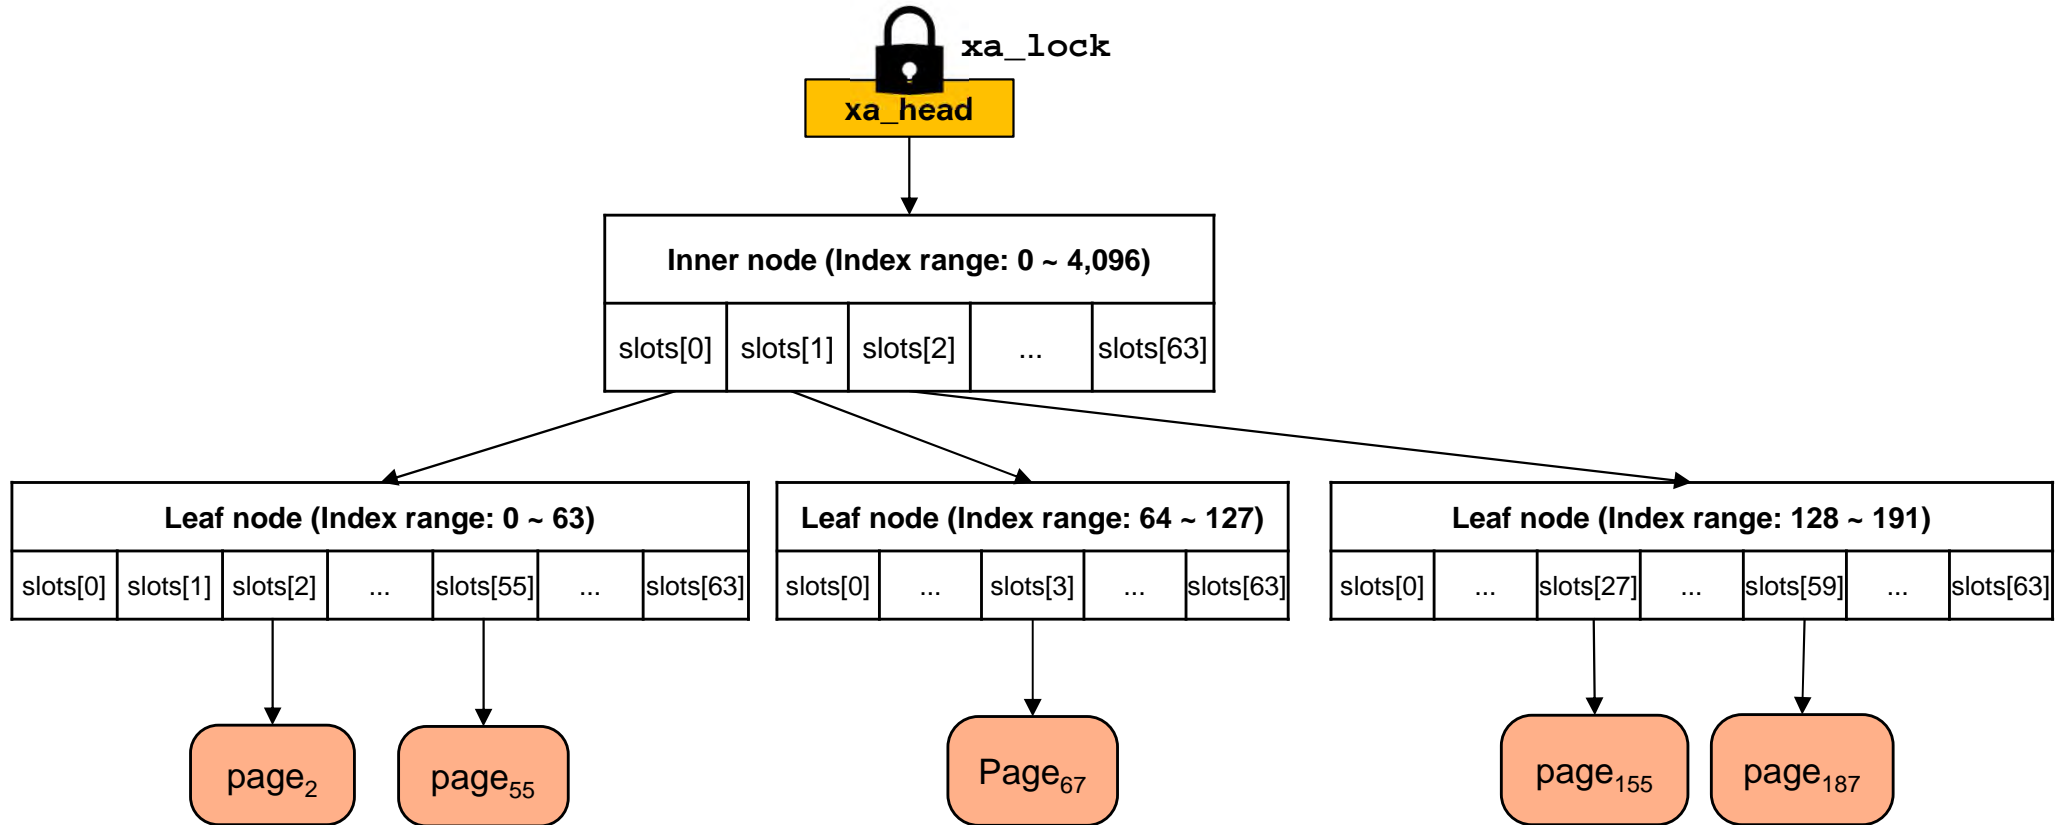 xa_lock
xa_head
Inner node (Index range: 0 ~ 4,096)
slots[0] slots[1] slots[2] ... slots[63]
Leaf node (Index range: 0 ~ 63) Leaf node (Index range: 64 ~ 127) Leaf node (Index range: 128 ~ 191)
slots[0] slots[1] slots[2] ... slots[55] ... slots[63] slots[0] ... slots[3] ... slots[63] slots[0] ... slots[27] ... slots[59] ... slots[63]
page2 page55 Page67 page155 page187